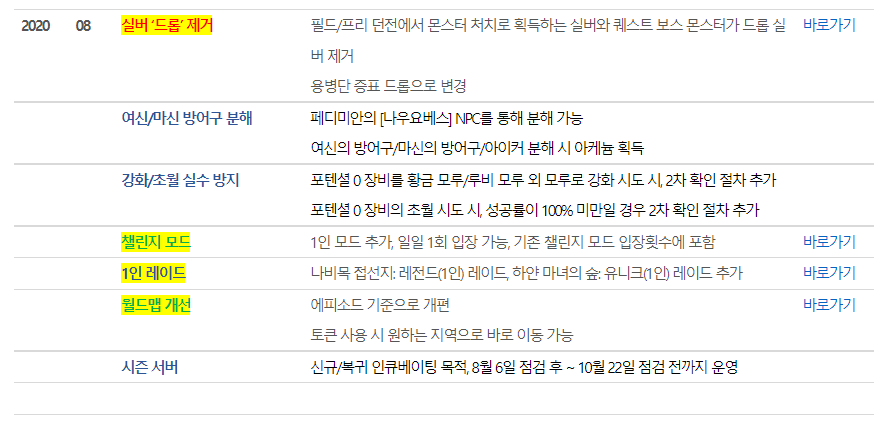 2020 08 실버 ‘드롭’ 제거 필드/프리 던전에서 몬스터 처치로 획득하는 실버와 퀘스트 보스 몬스터가 드롭 실 바로가기
버 제거
용병단 증표 드롭으로 변경
여신/마신 방어구 분해 페디미안의 [나우요베스] NPC를 통해 분해 가능
여신의 방어구/마신의 방어구/아이커 분해 시 아케늄 획득
강화/초월 실수 방지 포텐셜 0 장비를 황금 모루/루비 모루 외 모루로 강화 시도 시, 2차 확인 절차 추가
포텐셜 0 장비의 초월 시도 시, 성공률이 100% 미만일 경우 2차 확인 절차 추가
챌린지 모드 1인 모드 추가, 일일 1회 입장 가능, 기존 챌린지 모드 입장횟수에 포함 바로가기
1인 레이드 나비목 접선지: 레전드(1인) 레이드, 하얀 마녀의 숲: 유니크(1인) 레이드 추가 바로가기
월드맵 개선 에피소드 기준으로 개편 바로가기
토큰 사용 시 원하는 지역으로 바로 이동 가능
시즌 서버 신규/복귀 인큐베이팅 목적, 8월 6일 점검 후 ~ 10월 22일 점검 전까지 운영